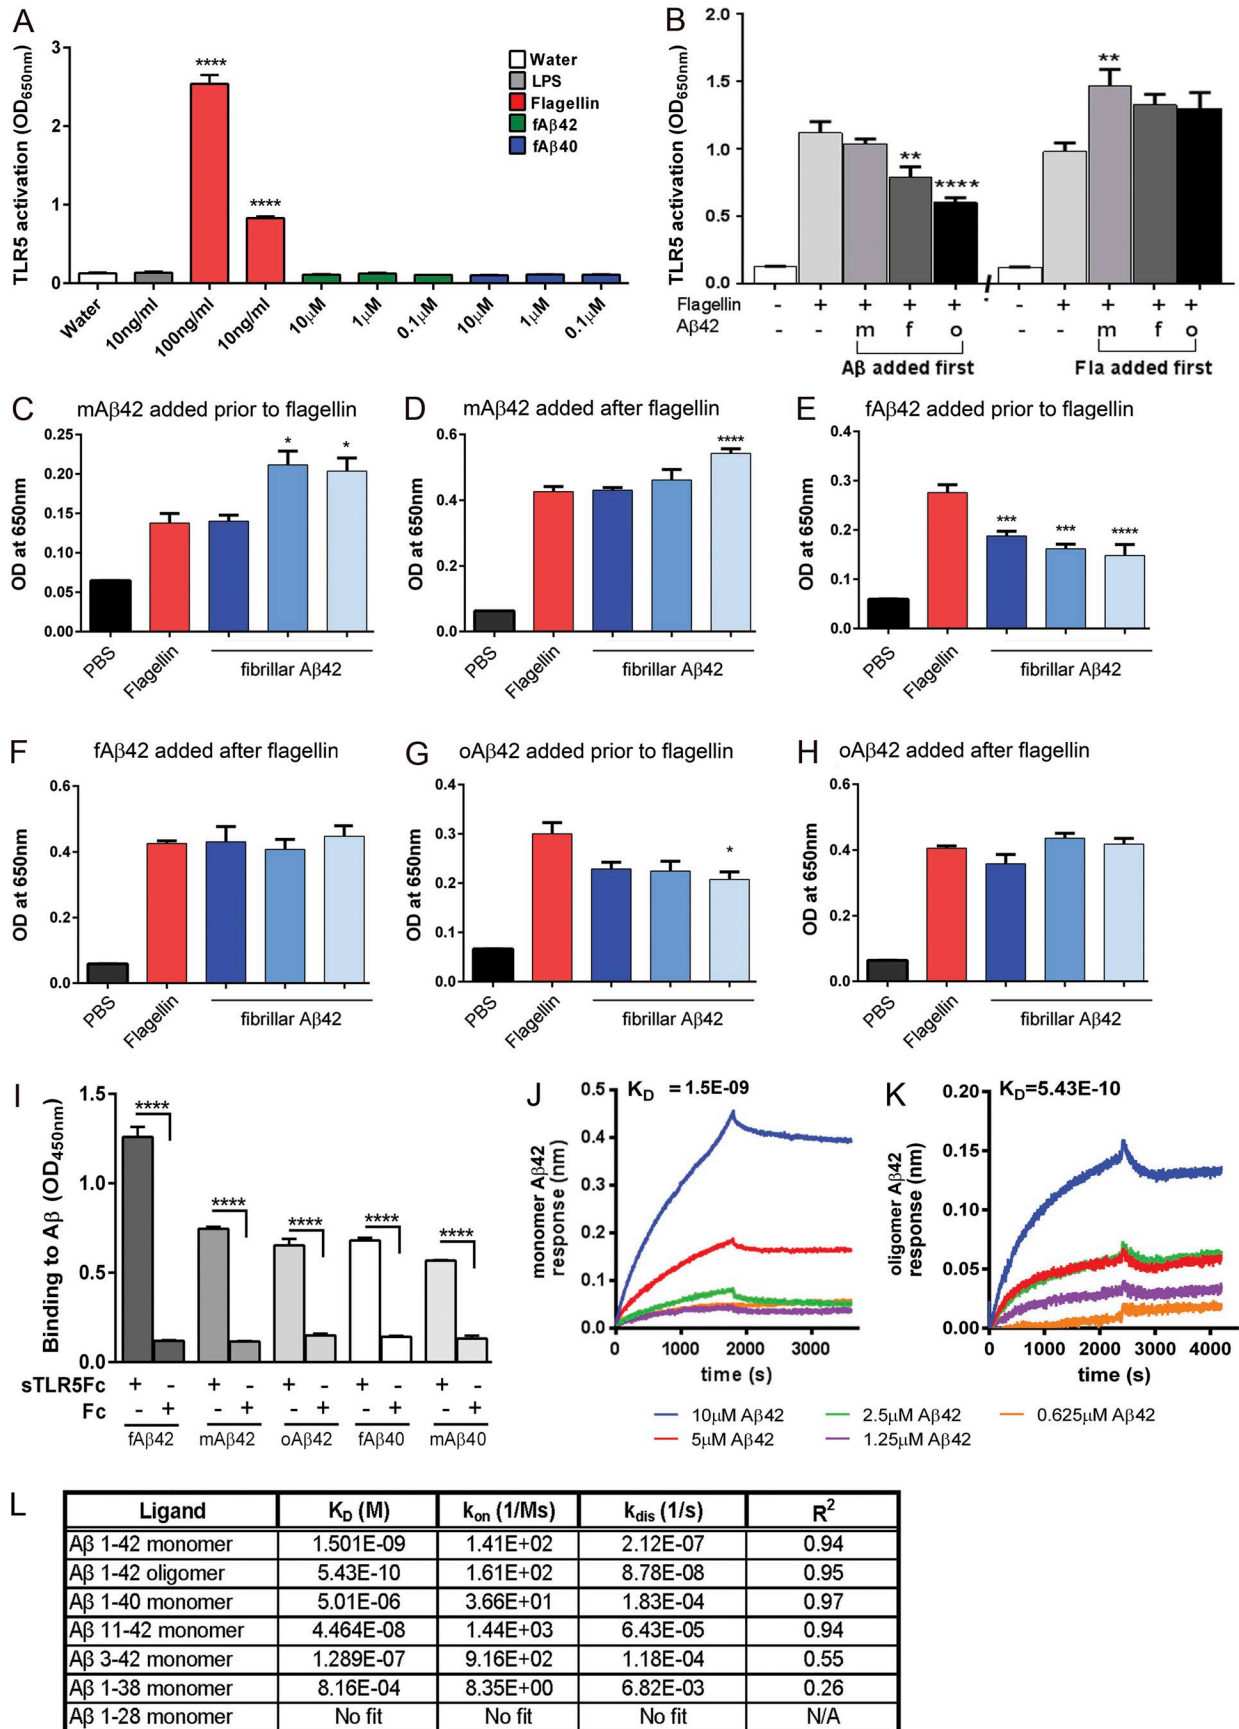 A
TLR5 activation (OD650nm)
3
2
1
0
****
****
Water
LPS
Flagellin
fAβ42
fAβ40
Water
10ng/ml
100ng/ml
10ng/ml
10µM
1µM
0.1µM
10µM
1µM
0.1µM
B
TLR5 activation (OD650nm)
2.0
1.5
1.0
0.5
0.0
**
****
**
Flagellin - + + + + - + + + +
Aβ42 - - m f o - - m f o
Aβ added first
Fla added first
C
mAβ42 added prior to flagellin
OD at 650nm
0.25
0.20
0.15
0.10
0.05
0.00
* *
PBS
Flagellin
fibrillar Aβ42
D
mAβ42 added after flagellin
OD at 650nm
0.6
0.4
0.2
0.0
****
PBS
Flagellin
fibrillar Aβ42
E
fAβ42 added prior to flagellin
OD at 650nm
0.4
0.3
0.2
0.1
0.0
*** *** ****
PBS
Flagellin
fibrillar Aβ42
F
fAβ42 added after flagellin
OD at 650nm
0.6
0.4
0.2
0.0
PBS
Flagellin
fibrillar Aβ42
G
oAβ42 added prior to flagellin
OD at 650nm
0.4
0.3
0.2
0.1
0.0
*
PBS
Flagellin
fibrillar Aβ42
H
oAβ42 added after flagellin
OD at 650nm
0.6
0.4
0.2
0.0
PBS
Flagellin
fibrillar Aβ42
I
Binding to Aβ (OD450nm)
1.5
1.0
0.5
0.0
**** **** **** **** ****
sTLR5Fc + - + - + - + - + -
Fc - + - + - + - + - +
fAβ42 mAβ42 oAβ42 fAβ40 mAβ40
J
KD = 1.5E-09
monomer Aβ42
response (nm)
0.5
0.4
0.3
0.2
0.1
0.0
0 1000 2000 3000
time (s)
K
KD=5.43E-10
oligomer Aβ42
response (nm)
0.20
0.15
0.10
0.05
0.00
0 1000 2000 3000 4000
time (s)
10µM Aβ42 2.5µM Aβ42 0.625µM Aβ42
5µM Aβ42 1.25µM Aβ42
L
Ligand KD (M) kon (1/Ms) kdis (1/s) R2
Aβ 1-42 monomer 1.501E-09 1.41E+02 2.12E-07 0.94
Aβ 1-42 oligomer 5.43E-10 1.61E+02 8.78E-08 0.95
Aβ 1-40 monomer 5.01E-06 3.66E+01 1.83E-04 0.97
Aβ 11-42 monomer 4.464E-08 1.44E+03 6.43E-05 0.94
Aβ 3-42 monomer 1.289E-07 9.16E+02 1.18E-04 0.55
Aβ 1-38 monomer 8.16E-04 8.35E+00 6.82E-03 0.26
Aβ 1-28 monomer No fit No fit No fit N/A